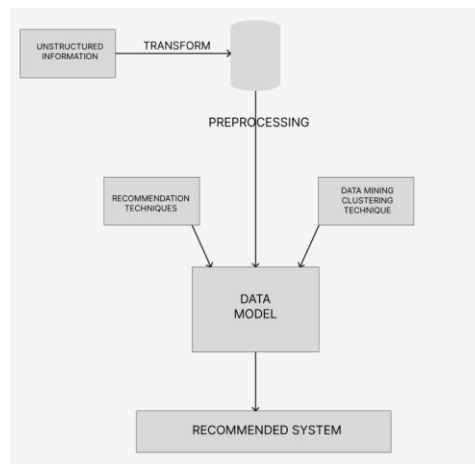 UNSTRUCTURED
INFORMATION
TRANSFORM
PREPROCESSING
RECOMMENDATION
TECHNIQUES
DATA MINING
CLUSTERING
TECHNIQUE
DATA
MODEL
RECOMMENDED SYSTEM